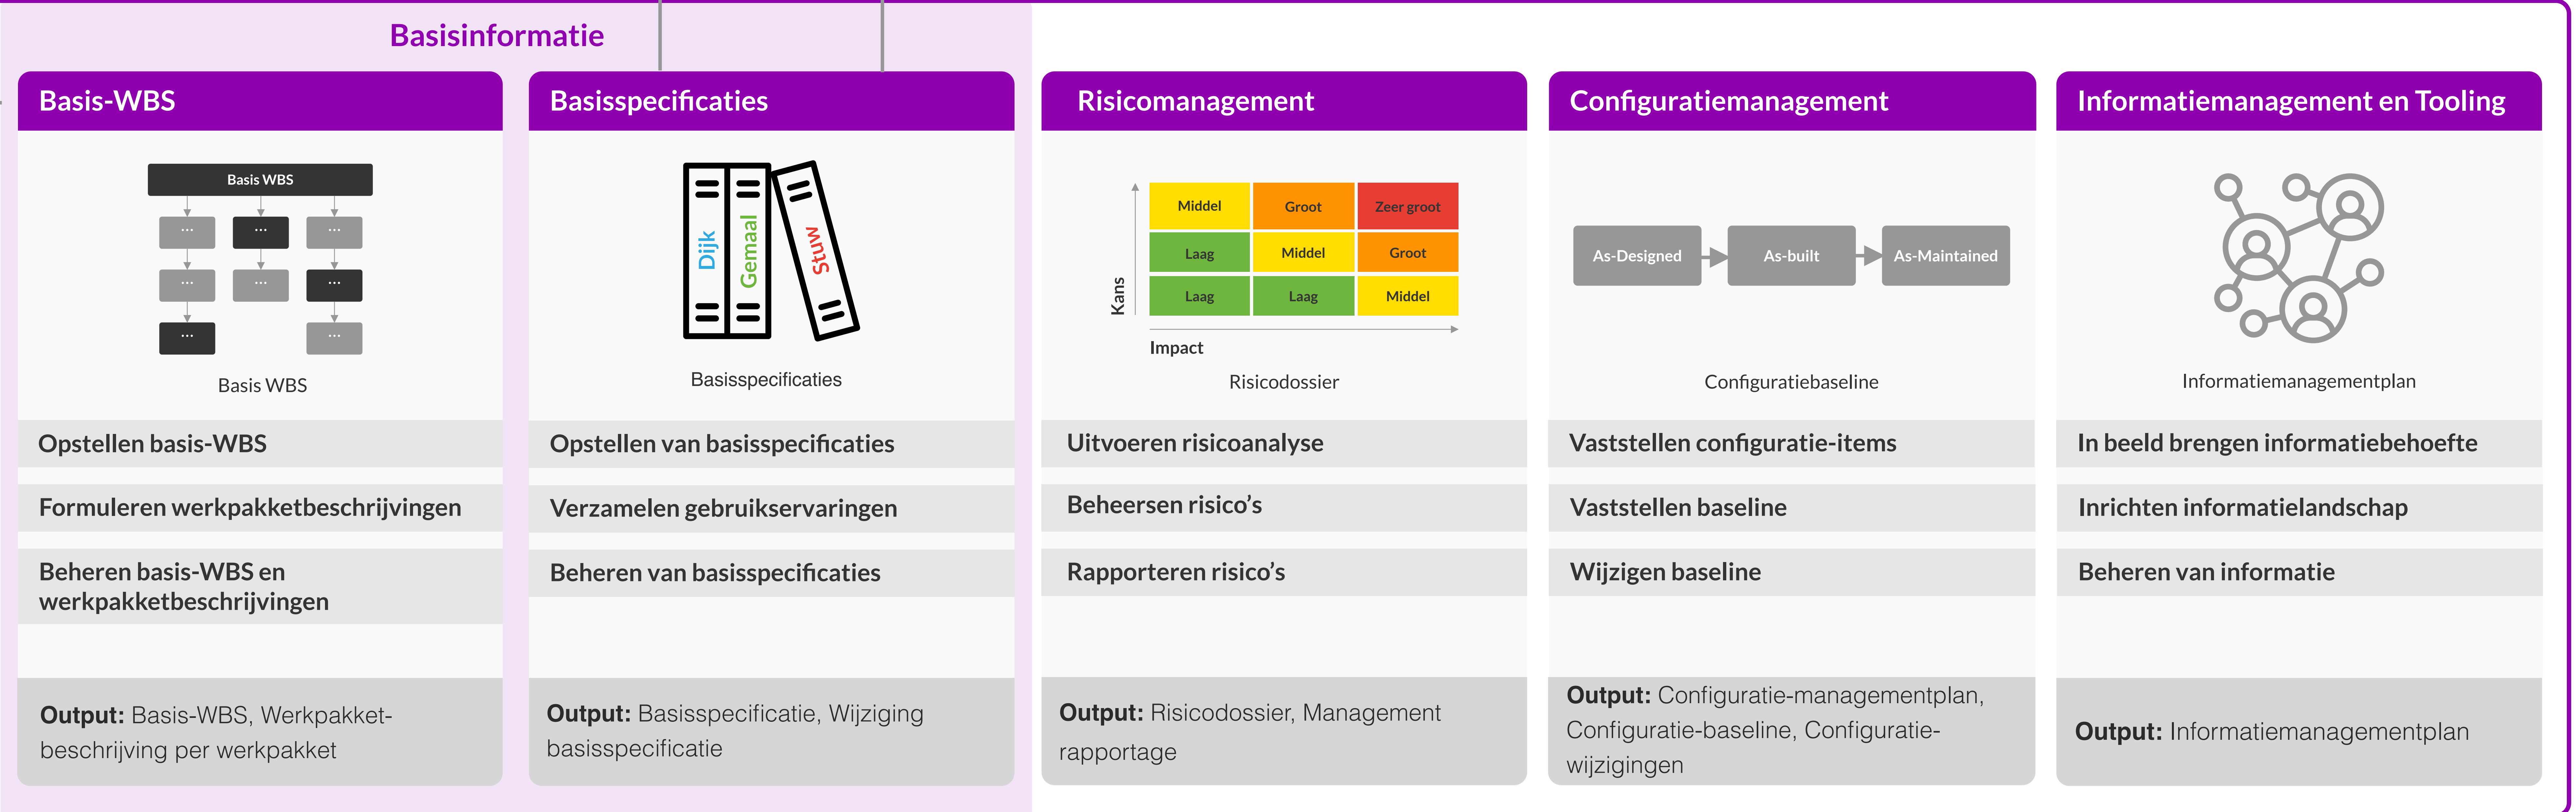 Basisinformatie
Basis-WBS
Basis WBS
...
...
...
...
...
...
...
...
Basis WBS
Opstellen basis-WBS
Formuleren werkpakketbeschrijvingen
Beheren basis-WBS en
werkpakketbeschrijvingen
Output: Basis-WBS, Werkpakket-
beschrijving per werkpakket
Basisspecificaties
Dijk
Gemaal
Stuw
Basisspecificaties
Opstellen van basisspecificaties
Verzamelen gebruikservaringen
Beheren van basisspecificaties
Output: Basisspecificatie, Wijziging
basisspecificatie
Risicomanagement
Kans
Middel
Groot
Zeer groot
Laag
Middel
Groot
Laag
Laag
Middel
Impact
Risicodossier
Uitvoeren risicoanalyse
Beheersen risico’s
Rapporteren risico’s
Output: Risicodossier, Management
rapportage
Configuratiemanagement
As-Designed
As-built
As-Maintained
Configuratiebaseline
Vaststellen configuratie-items
Vaststellen baseline
Wijzigen baseline
Output: Configuratie-managementplan,
Configuratie-baseline, Configuratie-
wijzigingen
Informatiemanagement en Tooling
Informatiemanagementplan
In beeld brengen informatiebehoefte
Inrichten informatielandschap
Beheren van informatie
Output: Informatiemanagementplan